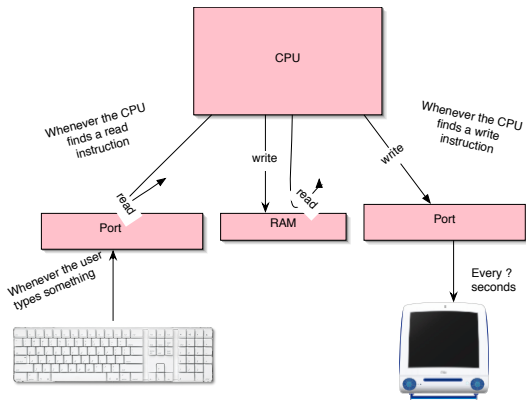 CPU
Whenever the CPU
finds a read
instruction
Whenever the CPU
finds a write
instruction
write
write
read
read
Port
RAM
Port
Whenever the user
types something
Every ?
seconds